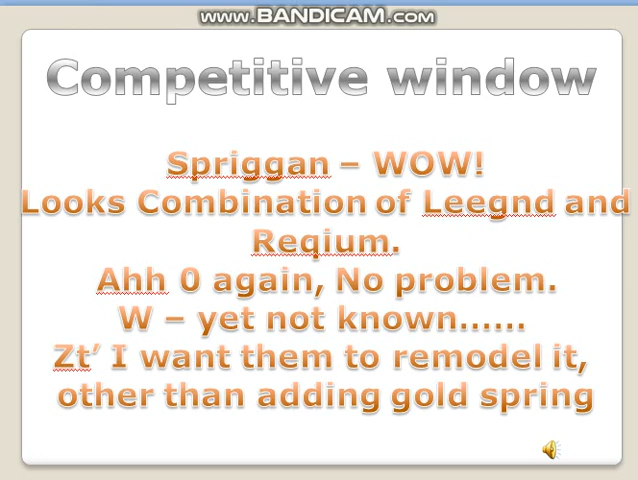 www.BANDICAM.com
Competitive window
Spriggan – WOW!
Looks Combination of Leegnd and
Reqium.
Ahh 0 again, No problem.
W – yet not known……
Zt’ I want them to remodel it,
other than adding gold spring